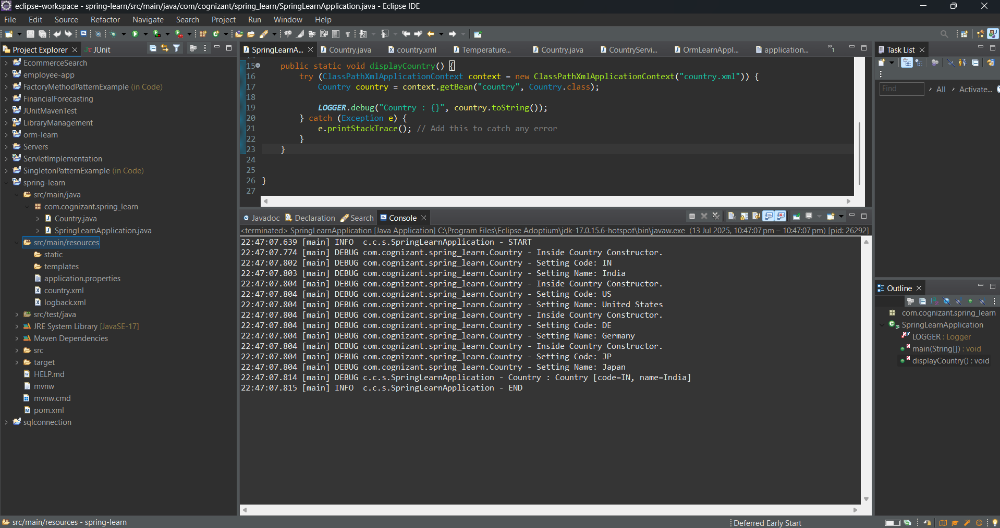 eclipse-workspace - spring-learn/src/main/java/com/cognizant/spring_learn/SpringLearnApplication.java - Eclipse IDE
File Edit Source Refactor Navigate Search Project Run Window Help
Project Explorer
JUnit
EcommerceSearch
employee-app
FactoryMethodPatternExample (in Code)
FinancialForecasting
JUnitMavenTest
LibraryManagement
orm-learn
Servers
ServletImplementation
SingletonPatternExample (in Code)
spring-learn
src/main/java
com.cognizant.spring_learn
Country.java
SpringLearnApplication.java
src/main/resources
static
templates
application.properties
country.xml
logback.xml
src/test/java
JRE System Library [JavaSE-17]
Maven Dependencies
src
target
HELP.md
mvnw
mvnw.cmd
pom.xml
sqlconnection
SpringLearnA... Country.java country.xml Temperature... Country.java CountryServi... OrmLearnAppl... application... »1
15 public static void displayCountry() {
16 try (ClassPathXmlApplicationContext context = new ClassPathXmlApplicationContext("country.xml")) {
17 Country country = context.getBean("country", Country.class);
18
19 LOGGER.debug("Country : {}", country.toString());
20 } catch (Exception e) {
21 e.printStackTrace(); // Add this to catch any error
22 }
23 }
24
25
26 }
27
Javadoc Declaration Search Console
<terminated> SpringLearnApplication [Java Application] C:\Program Files\Eclipse Adoptium\jdk-17.0.15.6-hotspot\bin\javaw.exe (13 Jul 2025, 10:47:07 pm – 10:47:07 pm) [pid: 26292]
22:47:07.639 [main] INFO  c.c.s.SpringLearnApplication - START
22:47:07.774 [main] DEBUG com.cognizant.spring_learn.Country - Inside Country Constructor.
22:47:07.802 [main] DEBUG com.cognizant.spring_learn.Country - Setting Code: IN
22:47:07.803 [main] DEBUG com.cognizant.spring_learn.Country - Setting Name: India
22:47:07.804 [main] DEBUG com.cognizant.spring_learn.Country - Inside Country Constructor.
22:47:07.804 [main] DEBUG com.cognizant.spring_learn.Country - Setting Code: US
22:47:07.804 [main] DEBUG com.cognizant.spring_learn.Country - Setting Name: United States
22:47:07.804 [main] DEBUG com.cognizant.spring_learn.Country - Inside Country Constructor.
22:47:07.804 [main] DEBUG com.cognizant.spring_learn.Country - Setting Code: DE
22:47:07.804 [main] DEBUG com.cognizant.spring_learn.Country - Setting Name: Germany
22:47:07.804 [main] DEBUG com.cognizant.spring_learn.Country - Inside Country Constructor.
22:47:07.804 [main] DEBUG com.cognizant.spring_learn.Country - Setting Code: JP
22:47:07.804 [main] DEBUG com.cognizant.spring_learn.Country - Setting Name: Japan
22:47:07.814 [main] DEBUG c.c.s.SpringLearnApplication - Country : Country [code=IN, name=India]
22:47:07.815 [main] INFO  c.c.s.SpringLearnApplication - END
Task List
Find All Activate...
Outline
com.cognizant.spring_learn
SpringLearnApplication
LOGGER : Logger
main(String[]) : void
displayCountry() : void
src/main/resources - spring-learn
Deferred Early Start